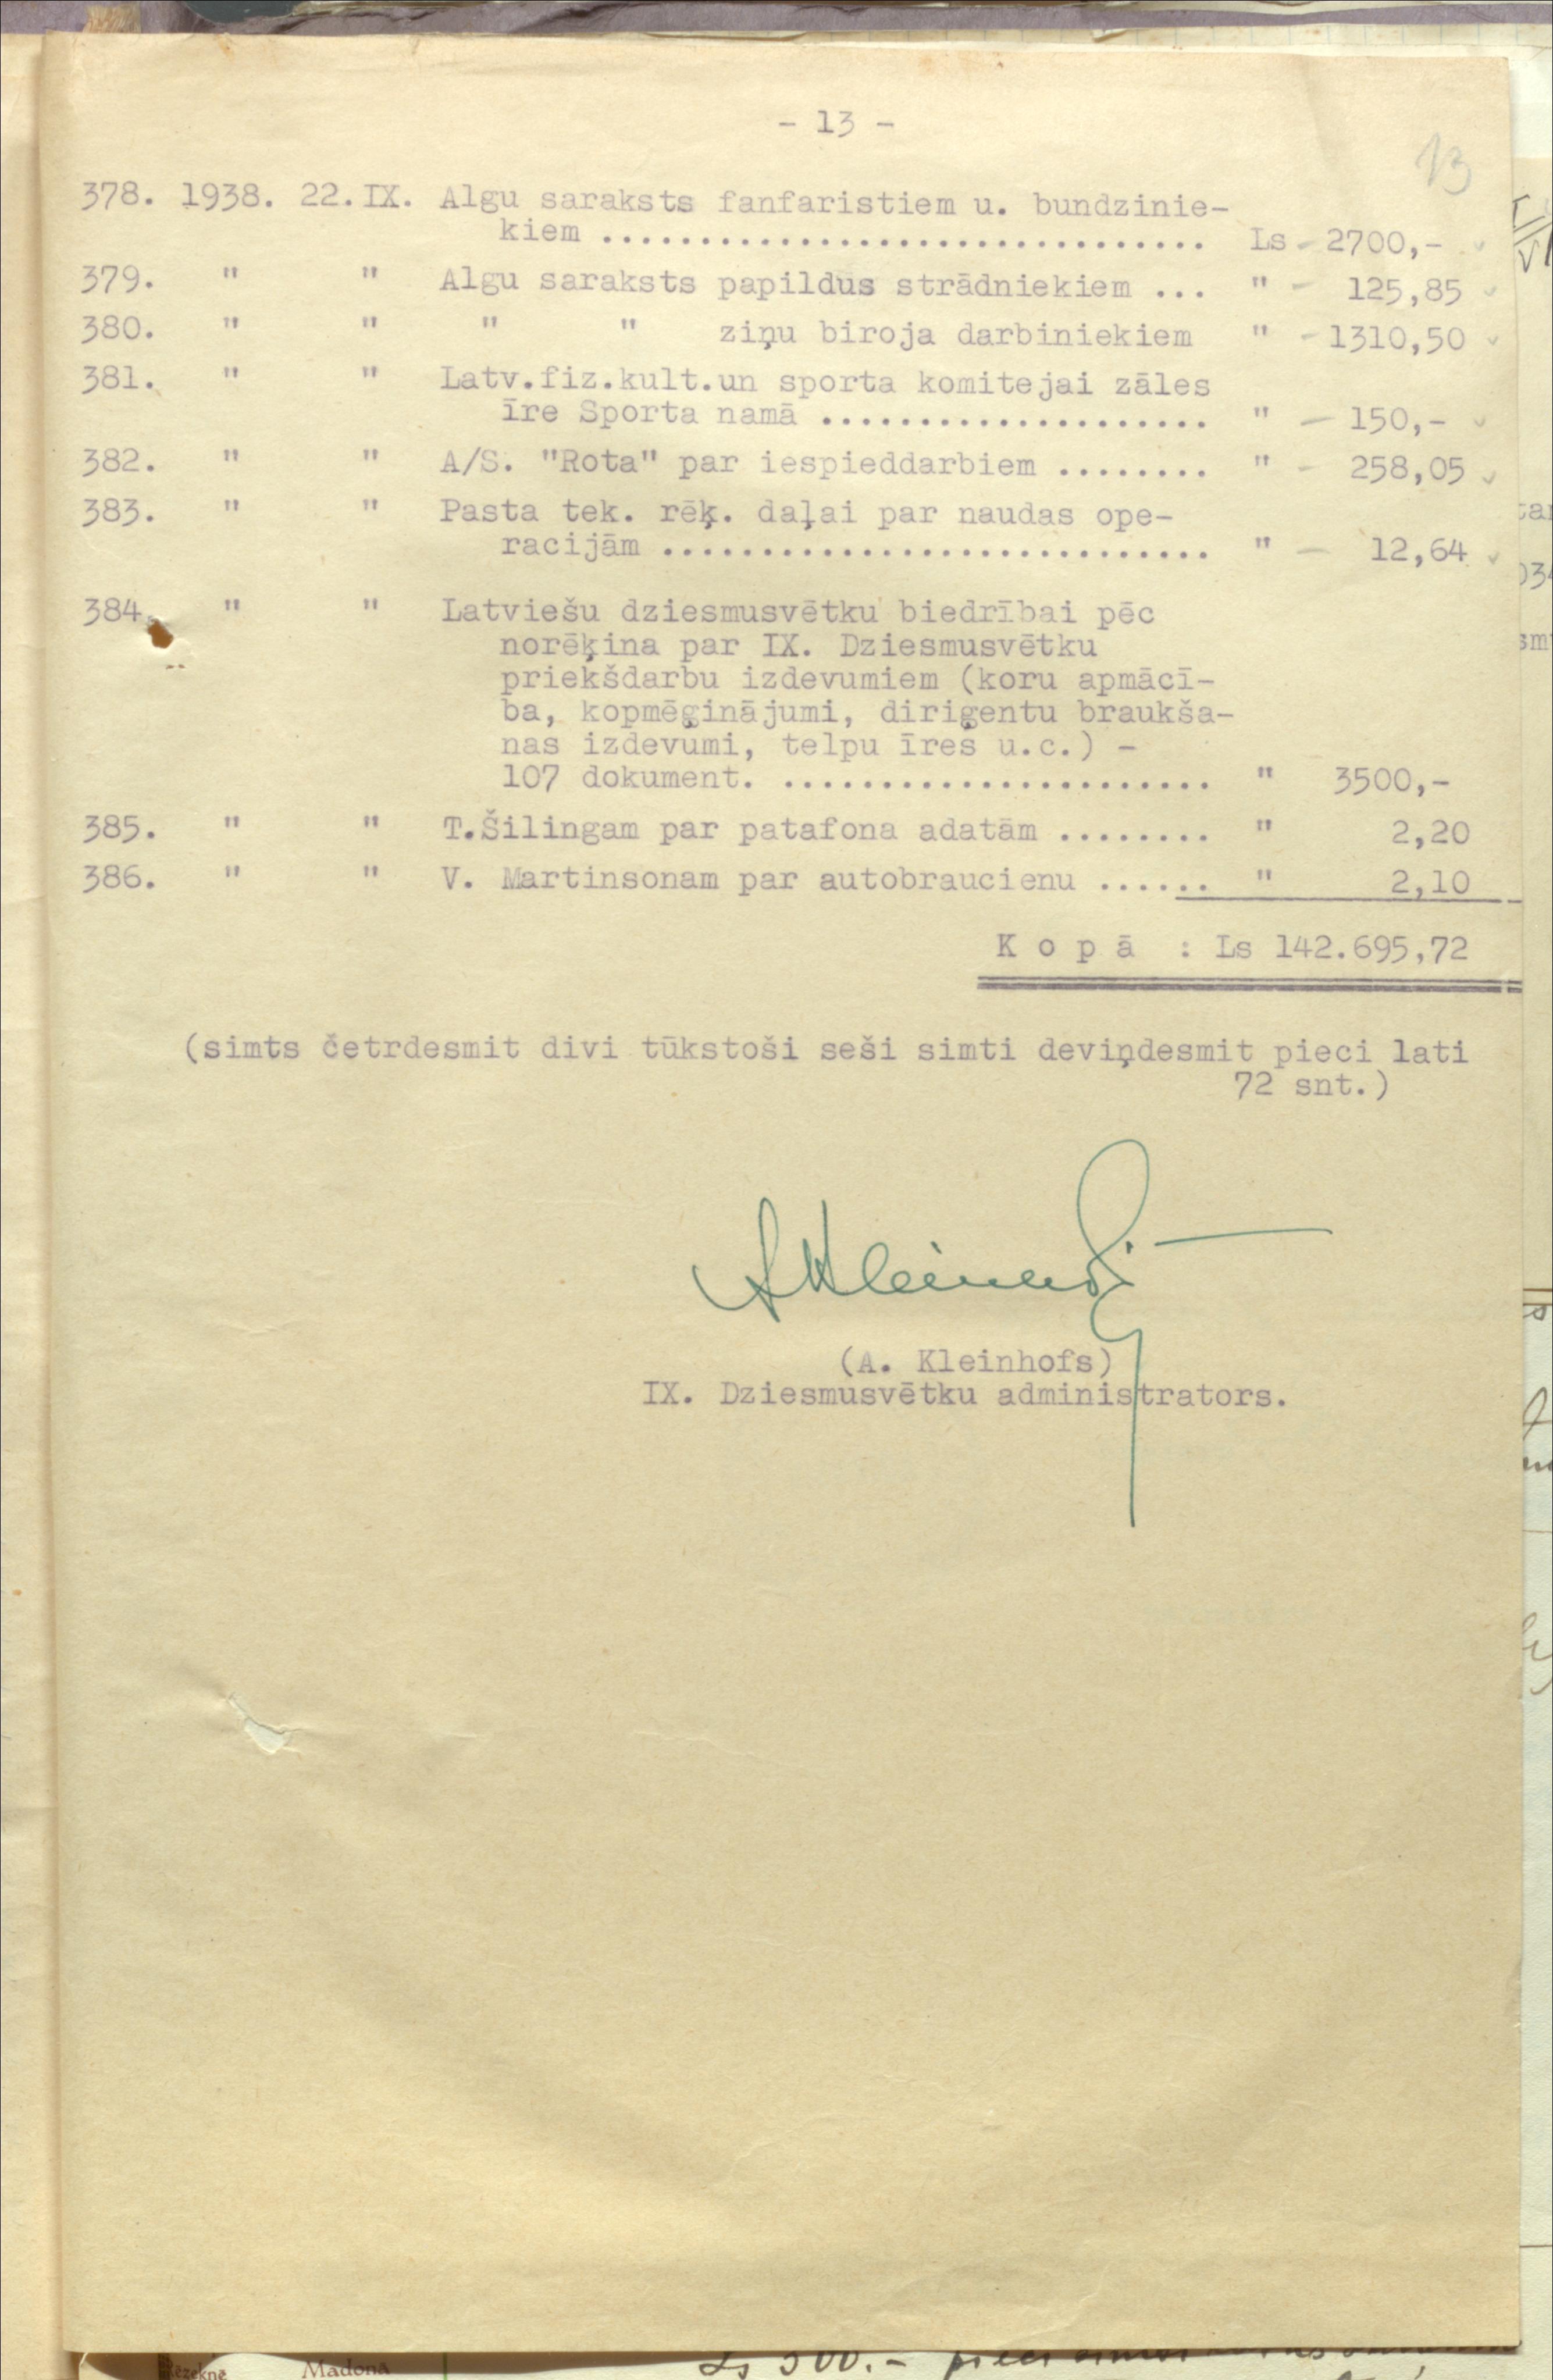 - 13 -
13
378. 1938. 22.IX. Algu saraksts fanfaristiem u. bundzinie-
kiem ............................... Ls 2700,-
379. " " Algu saraksts papildus strādniekiem ... " 125,85
380. " " " " ziņu biroja darbiniekiem " 1310,50
381. " " Latv.fiz.kult.un sporta komitejai zāles
īre Sporta namā .................... " 150,-
382. " " A/S. "Rota" par iespieddarbiem ........ " 258,05
383. " " Pasta tek. rēķ. daļai par naudas ope-
racijām ............................ " 12,64
384. " " Latviešu dziesmusvētku biedrībai pēc
norēķina par IX. Dziesmusvētku
priekšdarbu izdevumiem (koru apmācī-
ba, kopmēģinājumi, diriģentu braukša-
nas izdevumi, telpu īres u.c.) -
107 dokument. ...................... " 3500,-
385. " " T.Šilingam par patafona adatām ........ " 2,20
386. " " V. Martinsonam par autobraucienu ...... " 2,10
K o p ā : Ls 142.695,72
(simts četrdesmit divi tūkstoši seši simti deviņdesmit pieci lati
72 snt.)
(A. Kleinhofs)
IX. Dziesmusvētku administrators.
Madonā
Ls 500.-